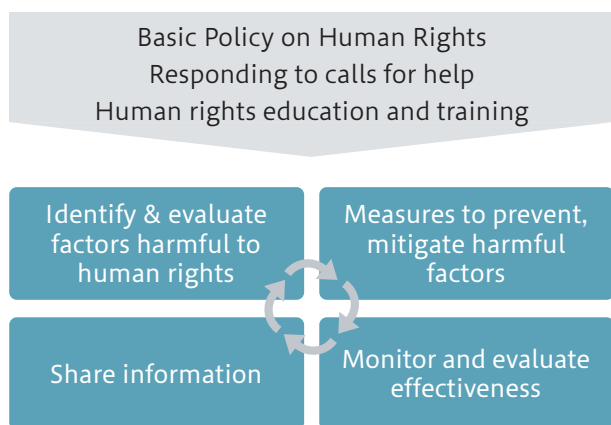 Basic Policy on Human Rights
Responding to calls for help
Human rights education and training
Identify & evaluate
factors harmful to
human rights
Measures to prevent,
mitigate harmful
factors
Share information
Monitor and evaluate
effectiveness